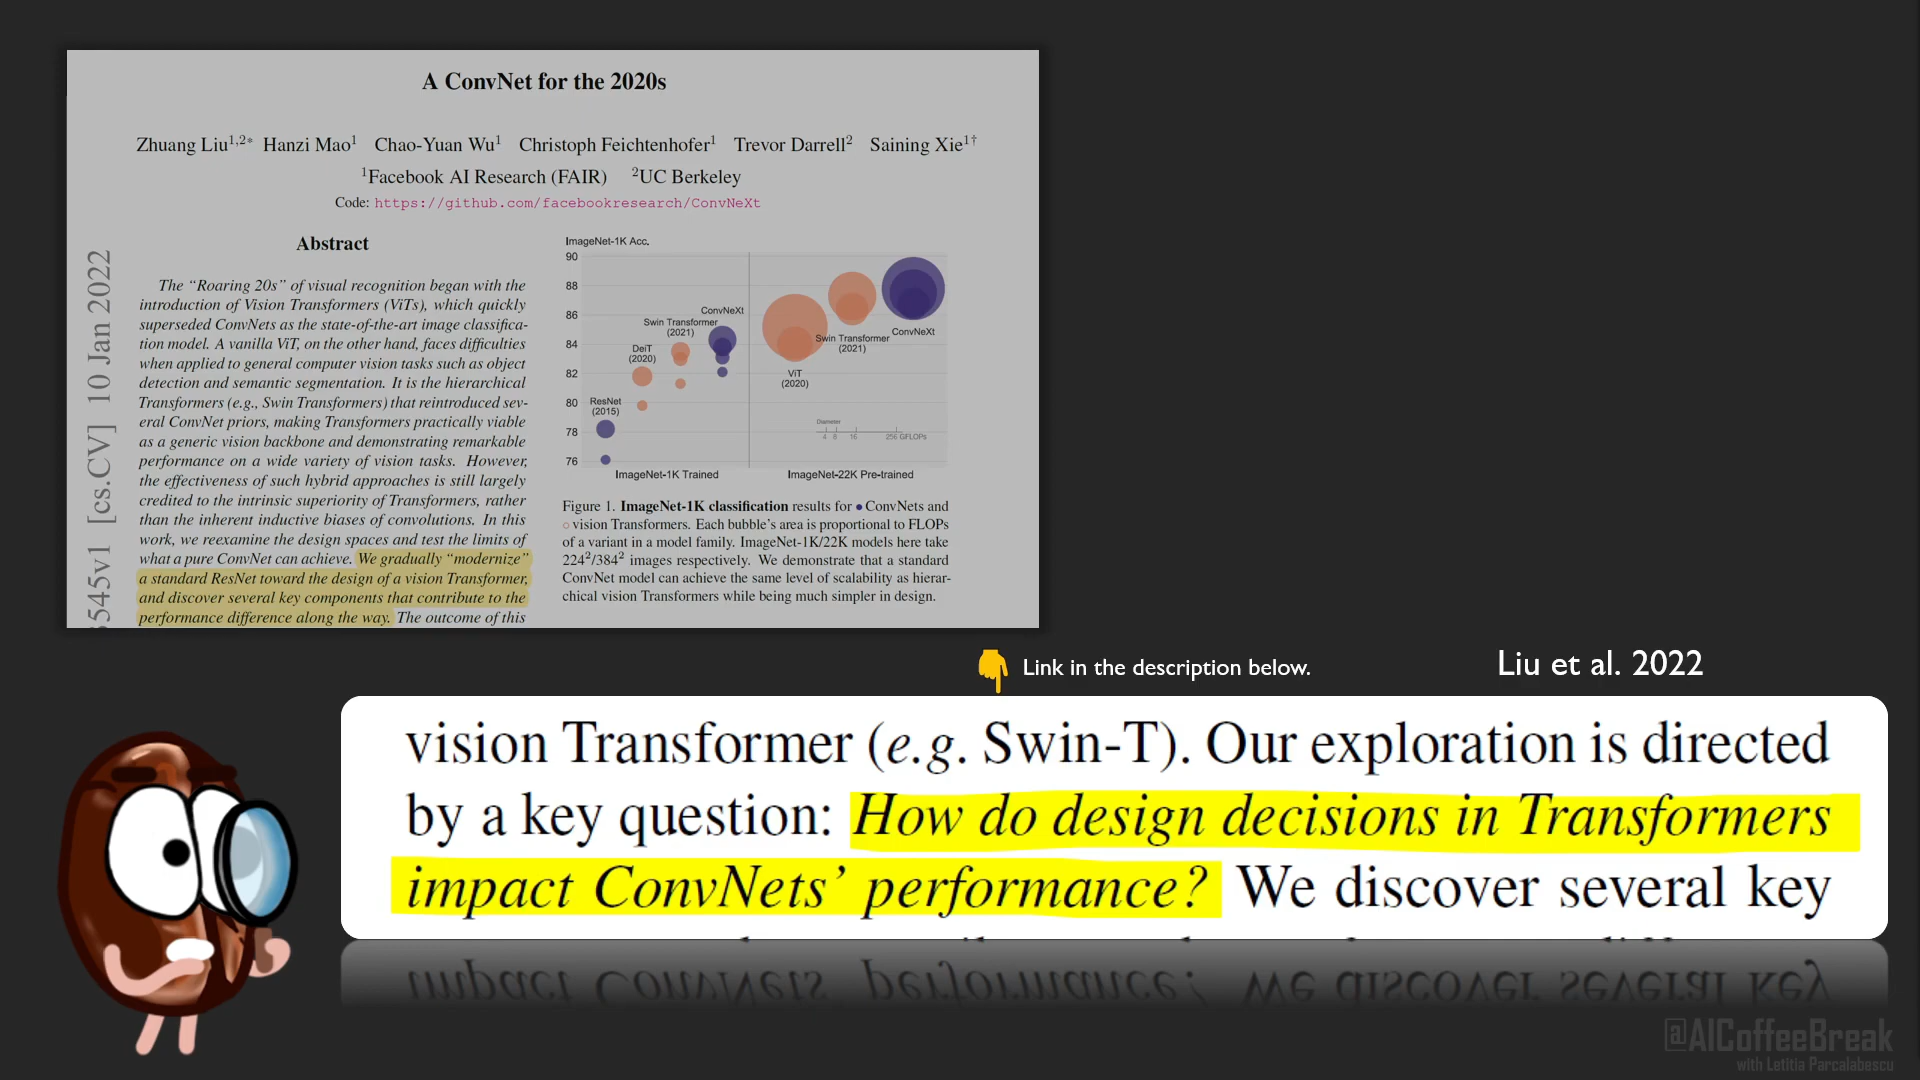 A ConvNet for the 2020s
Zhuang Liu1,2* Hanzi Mao1 Chao-Yuan Wu1 Christoph Feichtenhofer1 Trevor Darrell2 Saining Xie1†
1Facebook AI Research (FAIR) 2UC Berkeley
Code: https://github.com/facebookresearch/ConvNeXt
545v1 [cs.CV] 10 Jan 2022
Abstract
The “Roaring 20s” of visual recognition began with the
introduction of Vision Transformers (ViTs), which quickly
superseded ConvNets as the state-of-the-art image classifica-
tion model. A vanilla ViT, on the other hand, faces difficulties
when applied to general computer vision tasks such as object
detection and semantic segmentation. It is the hierarchical
Transformers (e.g., Swin Transformers) that reintroduced sev-
eral ConvNet priors, making Transformers practically viable
as a generic vision backbone and demonstrating remarkable
performance on a wide variety of vision tasks. However,
the effectiveness of such hybrid approaches is still largely
credited to the intrinsic superiority of Transformers, rather
than the inherent inductive biases of convolutions. In this
work, we reexamine the design spaces and test the limits of
what a pure ConvNet can achieve. We gradually “modernize”
a standard ResNet toward the design of a vision Transformer,
and discover several key components that contribute to the
performance difference along the way. The outcome of this
ImageNet-1K Acc.
90
88
86
84
82
80
78
76
ResNet
(2015)
DeiT
(2020)
Swin Transformer
(2021)
ConvNeXt
ViT
(2020)
Swin Transformer
(2021)
ConvNeXt
Diameter
4 8 16 256 GFLOPs
ImageNet-1K Trained
ImageNet-22K Pre-trained
Figure 1. ImageNet-1K classification results for • ConvNets and
○ vision Transformers. Each bubble’s area is proportional to FLOPs
of a variant in a model family. ImageNet-1K/22K models here take
224²/384² images respectively. We demonstrate that a standard
ConvNet model can achieve the same level of scalability as hierar-
chical vision Transformers while being much simpler in design.
Link in the description below.
Liu et al. 2022
vision Transformer (e.g. Swin-T). Our exploration is directed
by a key question: How do design decisions in Transformers
impact ConvNets’ performance? We discover several key
@AICoffeeBreak
with Letitia Parcalabescu